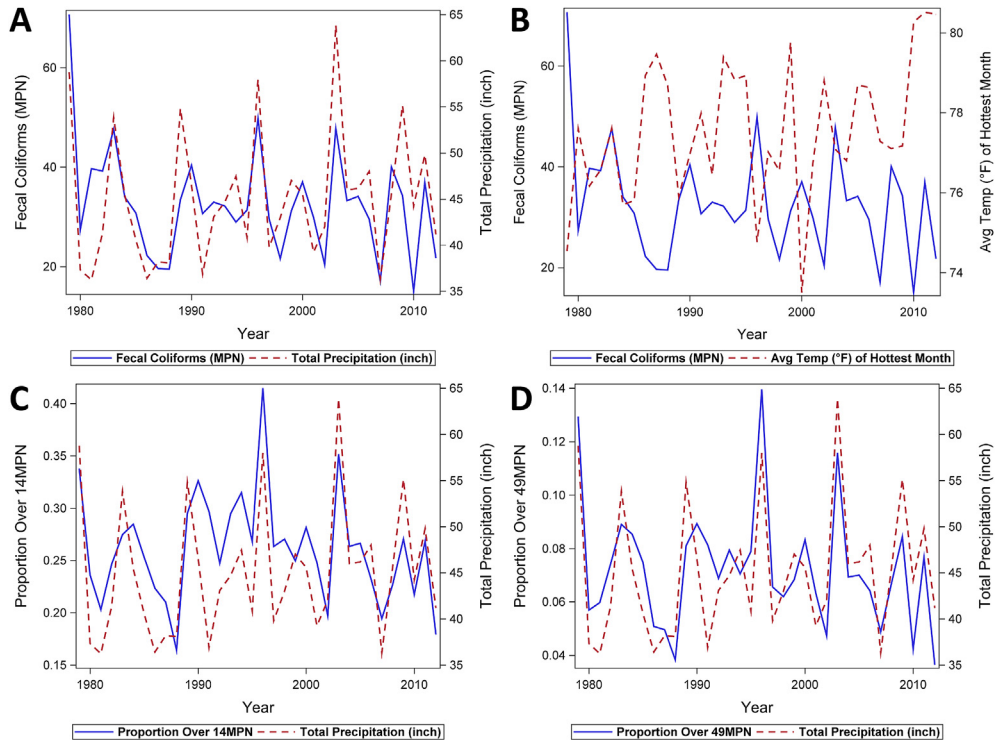 A
Fecal Coliforms (MPN)
60
40
20
65
60
55
50
45
40
35
Total Precipitation (inch)
1980
1990
2000
2010
Year
Fecal Coliforms (MPN)
Total Precipitation (inch)
B
Fecal Coliforms (MPN)
60
40
20
80
78
76
74
Avg Temp (°F) of Hottest Month
1980
1990
2000
2010
Year
Fecal Coliforms (MPN)
Avg Temp (°F) of Hottest Month
C
Proportion Over 14MPN
0.40
0.35
0.30
0.25
0.20
0.15
65
60
55
50
45
40
35
Total Precipitation (inch)
1980
1990
2000
2010
Year
Proportion Over 14MPN
Total Precipitation (inch)
D
Proportion Over 49MPN
0.14
0.12
0.10
0.08
0.06
0.04
65
60
55
50
45
40
35
Total Precipitation (inch)
1980
1990
2000
2010
Year
Proportion Over 49MPN
Total Precipitation (inch)